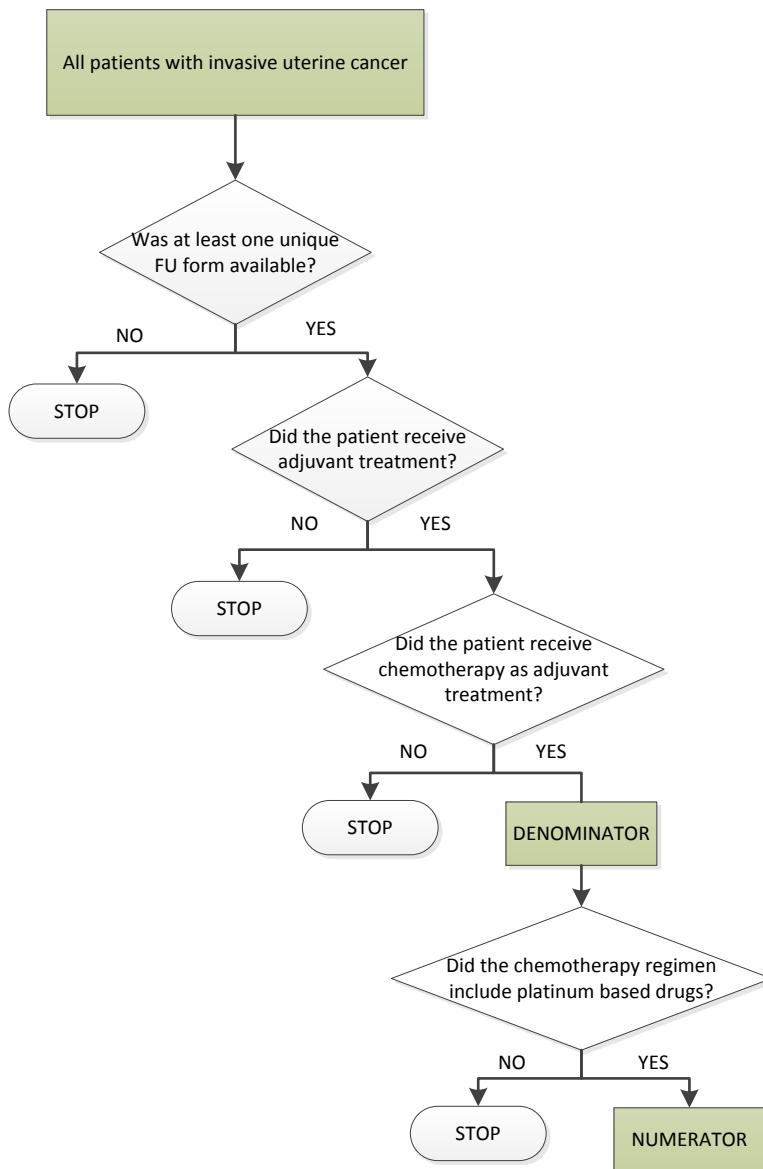 All patients with invasive uterine cancer
Was at least one unique
FU form available?
NO
YES
STOP
Did the patient receive
adjuvant treatment?
NO
YES
STOP
Did the patient receive
chemotherapy as adjuvant
treatment?
NO
YES
STOP
DENOMINATOR
Did the chemotherapy regimen
include platinum based drugs?
NO
YES
STOP
NUMERATOR